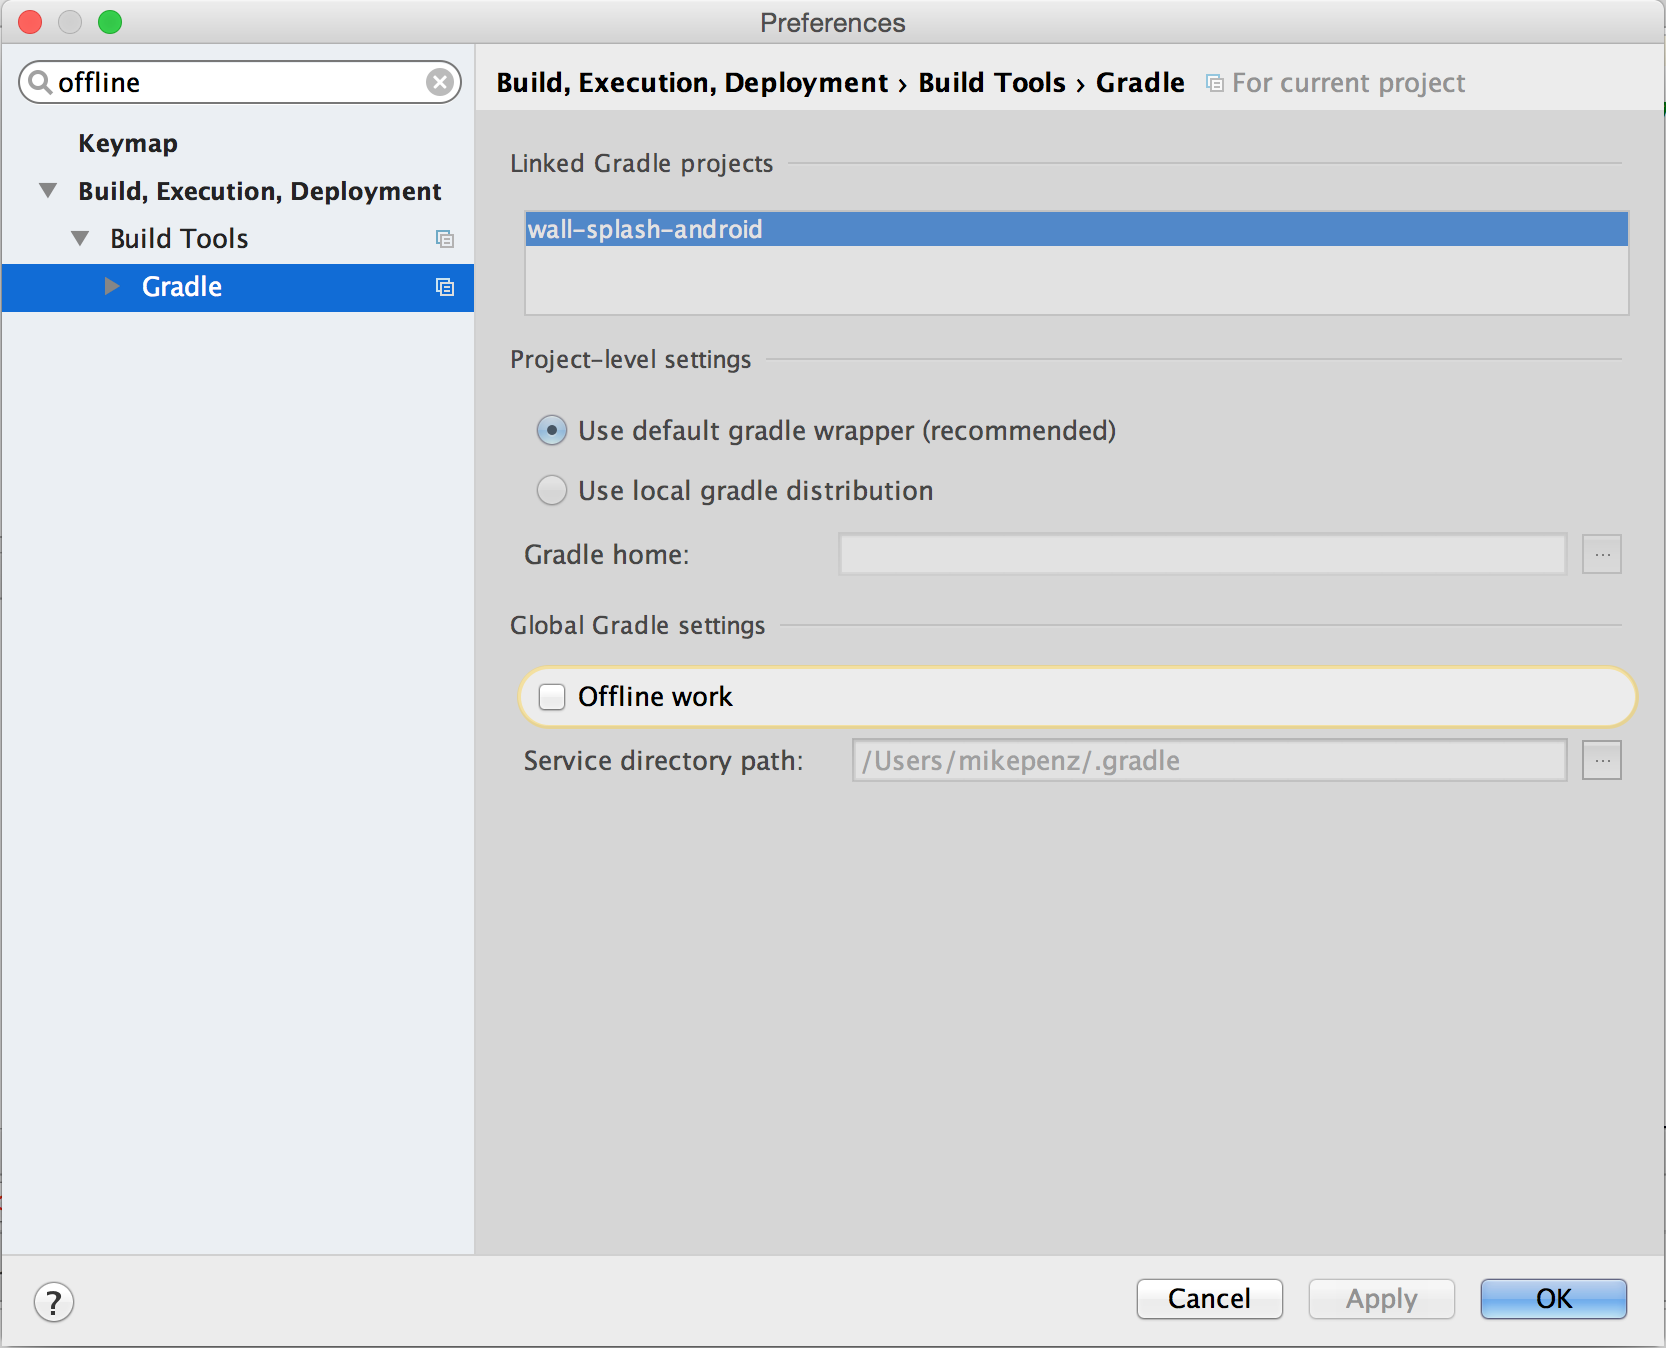 Preferences
offline
Build, Execution, Deployment › Build Tools › Gradle For current project
Keymap
Build, Execution, Deployment
Build Tools
Gradle
Linked Gradle projects
wall-splash-android
Project-level settings
Use default gradle wrapper (recommended)
Use local gradle distribution
Gradle home:
...
Global Gradle settings
Offline work
Service directory path: /Users/mikepenz/.gradle
...
?
Cancel Apply OK